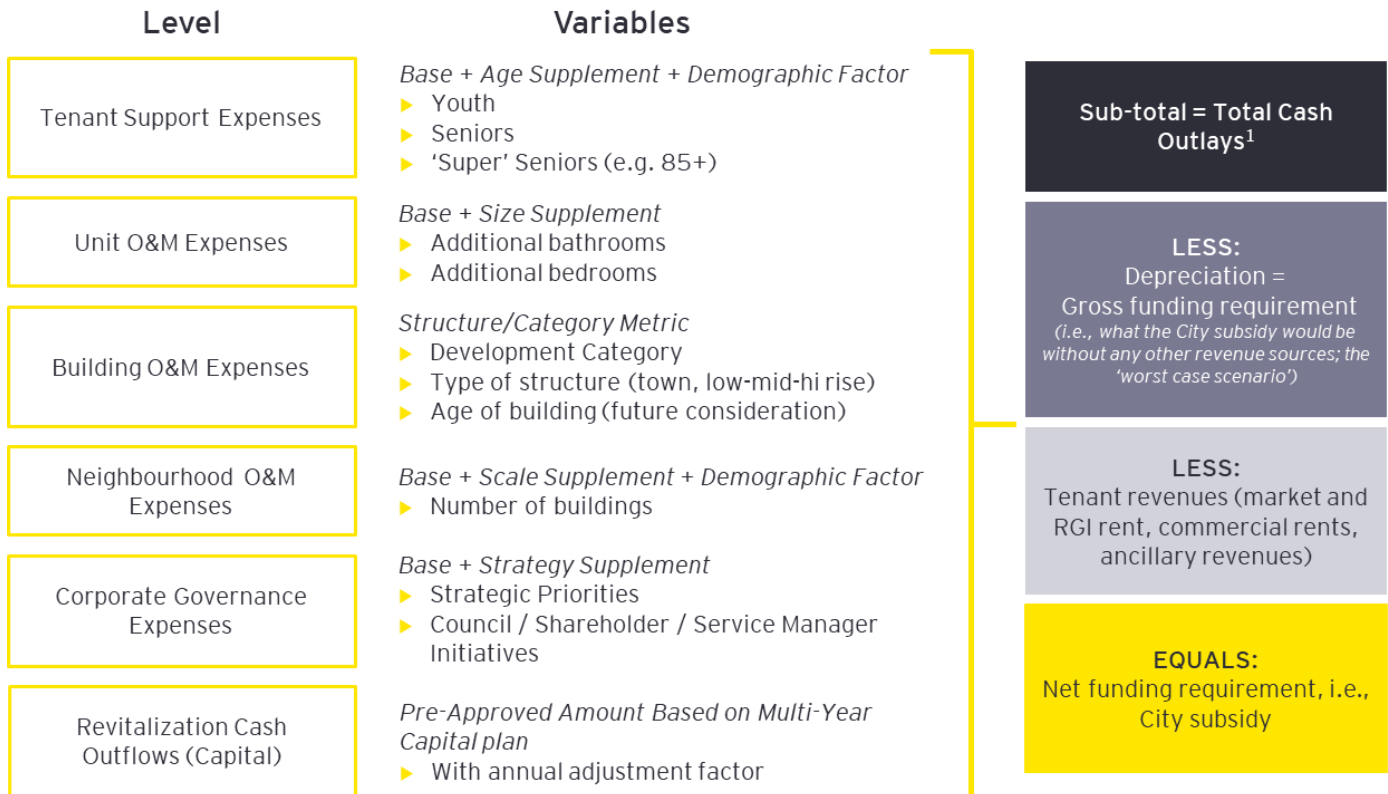 Level
Variables
Tenant Support Expenses
Base + Age Supplement + Demographic Factor
Youth
Seniors
‘Super’ Seniors (e.g. 85+)
Unit O&M Expenses
Base + Size Supplement
Additional bathrooms
Additional bedrooms
Building O&M Expenses
Structure/Category Metric
Development Category
Type of structure (town, low-mid-hi rise)
Age of building (future consideration)
Neighbourhood O&M
Expenses
Base + Scale Supplement + Demographic Factor
Number of buildings
Corporate Governance
Expenses
Base + Strategy Supplement
Strategic Priorities
Council / Shareholder / Service Manager
Initiatives
Revitalization Cash
Outflows (Capital)
Pre-Approved Amount Based on Multi-Year
Capital plan
With annual adjustment factor
Sub-total = Total Cash
Outlays¹
LESS:
Depreciation =
Gross funding requirement
(i.e., what the City subsidy would be
without any other revenue sources; the
‘worst case scenario’)
LESS:
Tenant revenues (market and
RGI rent, commercial rents,
ancillary revenues)
EQUALS:
Net funding requirement, i.e.,
City subsidy